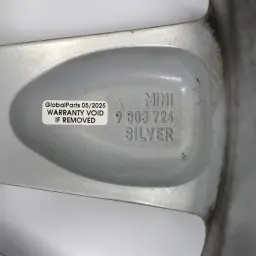 GlobalParts 05/2025
WARRANTY VOID
IF REMOVED
MINI
9 803 724
SILVER